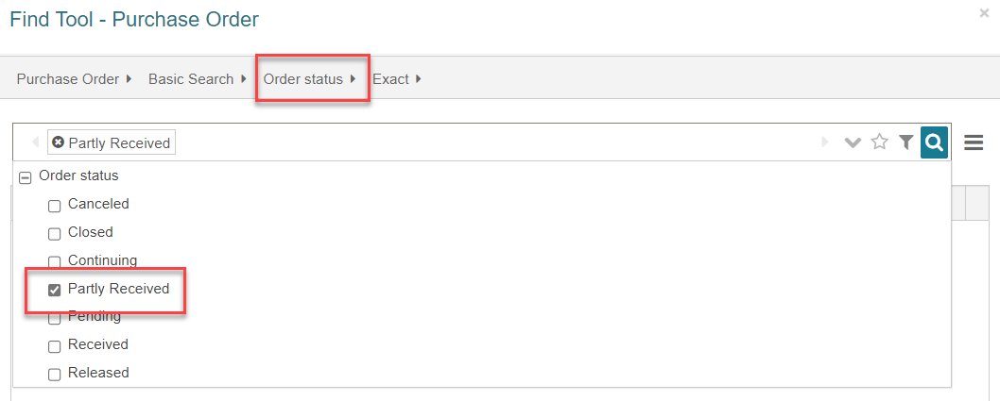 Find Tool - Purchase Order
Purchase Order Basic Search Order status Exact
Partly Received
Order status
Canceled
Closed
Continuing
Partly Received
Pending
Received
Released